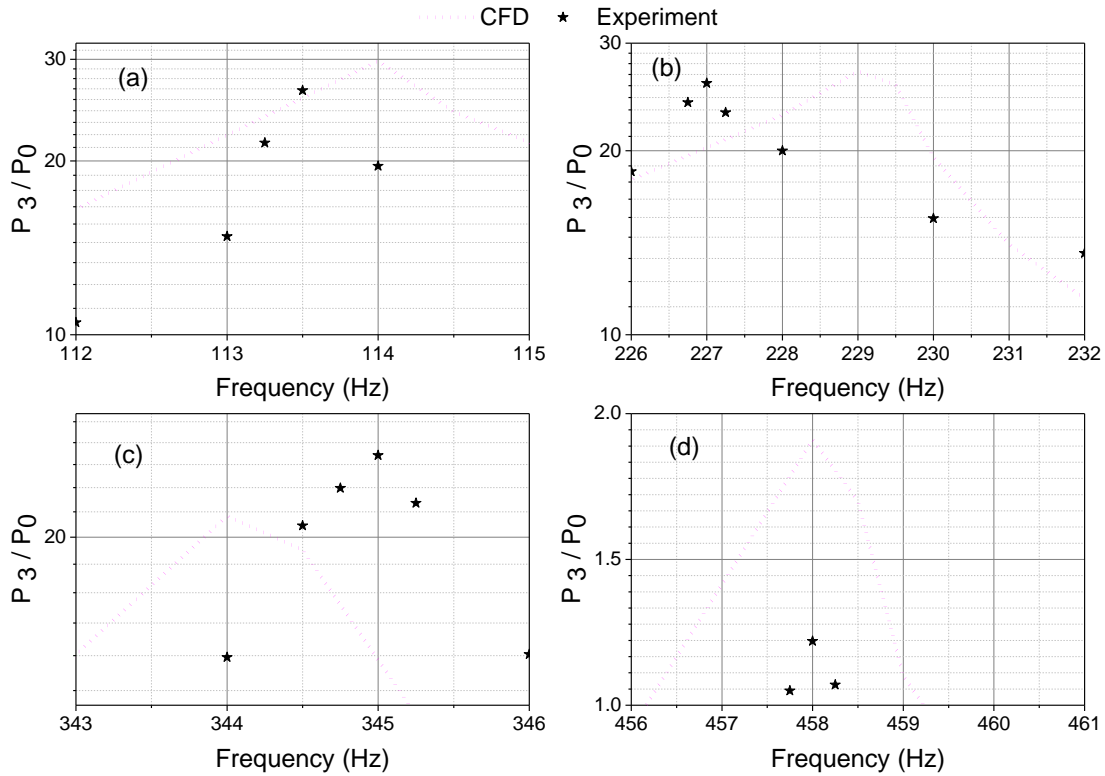 CFD Experiment
(a)
30
20
10
P 3 / P0
112 113 114 115
Frequency (Hz)
(b)
30
20
10
P 3 / P0
226 227 228 229 230 231 232
Frequency (Hz)
(c)
20
P 3 / P0
343 344 345 346
Frequency (Hz)
(d)
2.0
1.5
1.0
P 3 / P0
456 457 458 459 460 461
Frequency (Hz)